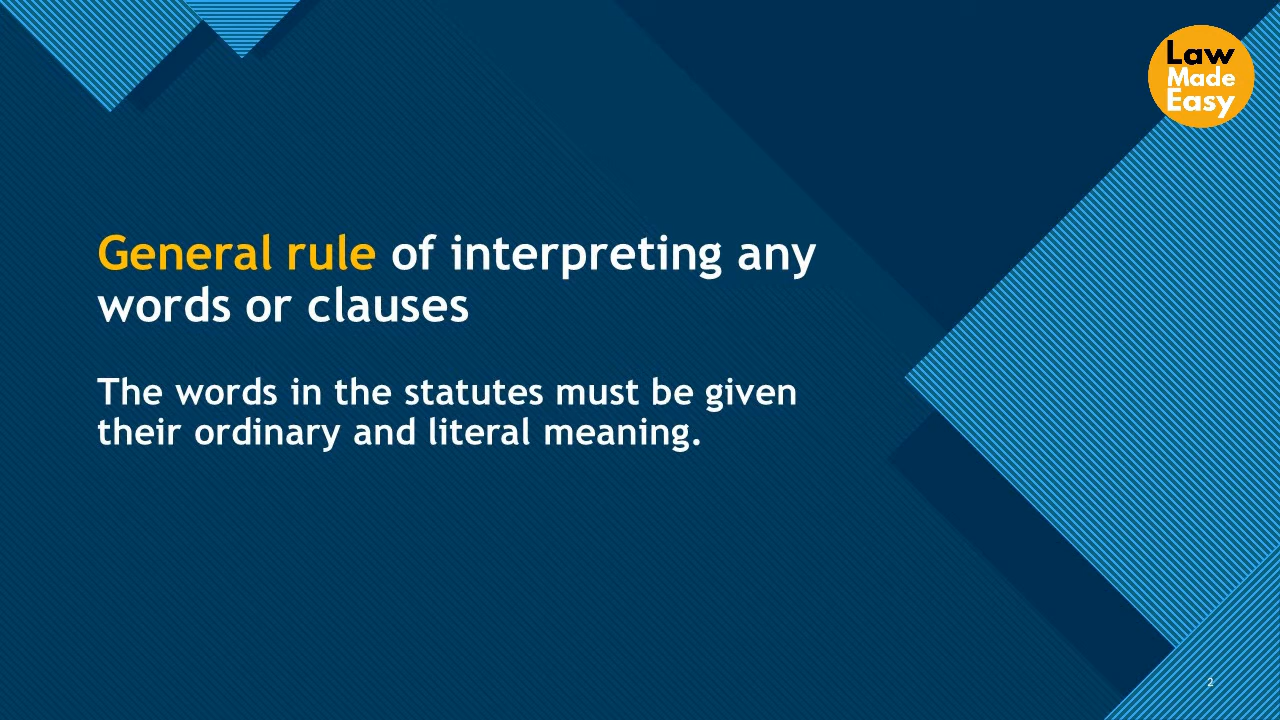 Law
Made
Easy
General rule of interpreting any
words or clauses
The words in the statutes must be given
their ordinary and literal meaning.
2